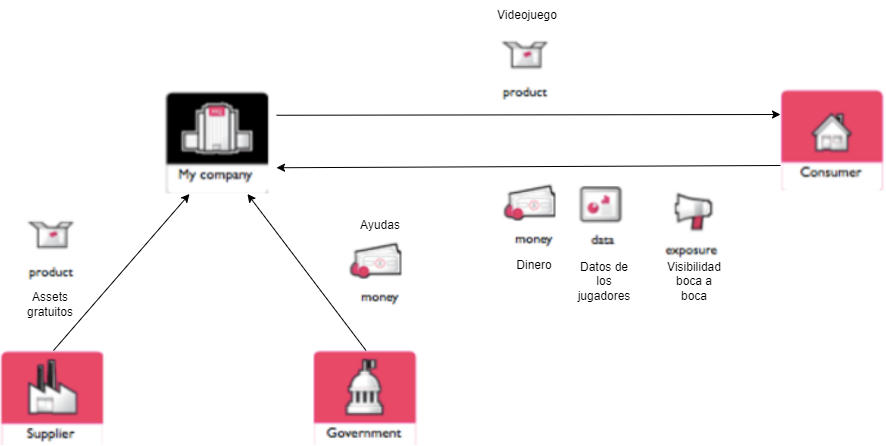 Videojuego
product
My company
Consumer
money
data
exposure
Dinero
Datos de
los
jugadores
Visibilidad
boca a
boca
Ayudas
money
product
Assets
gratuitos
Supplier
Government